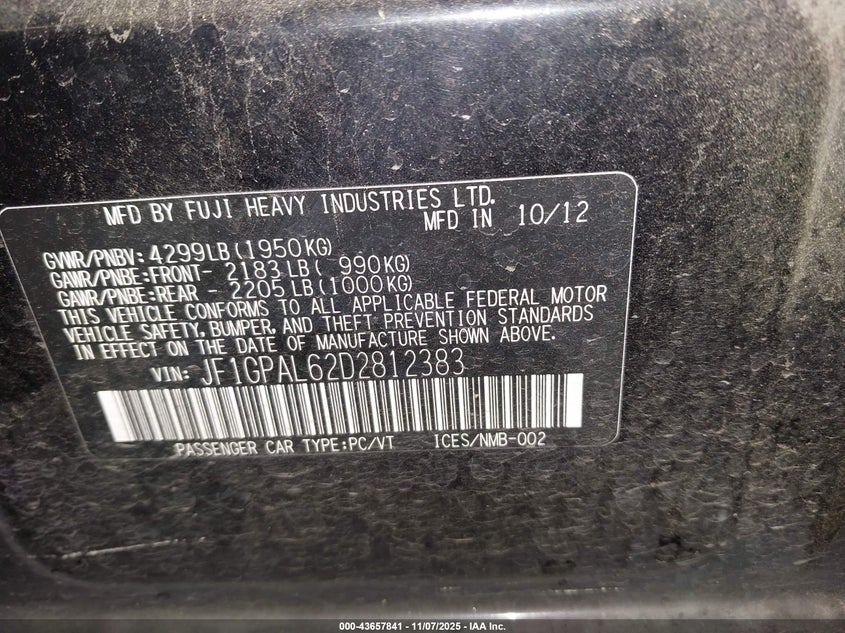 MFD BY FUJI HEAVY INDUSTRIES LTD.
MFD IN 10/12
GVWR/PNBV: 4299LB (1950KG)
GAWR/PNBE:FRONT- 2183 LB ( 990KG)
GAWR/PNBE:REAR - 2205 LB (1000KG)
THIS VEHICLE CONFORMS TO ALL APPLICABLE FEDERAL MOTOR
VEHICLE SAFETY, BUMPER, AND THEFT PREVENTION STANDARDS
IN EFFECT ON THE DATE OF MANUFACTURE SHOWN ABOVE.
VIN: JF1GPAL62D2812383
PASSENGER CAR TYPE:PC/VT ICES/NMB-002
000-43657841 - 11/07/2025 - IAA Inc.